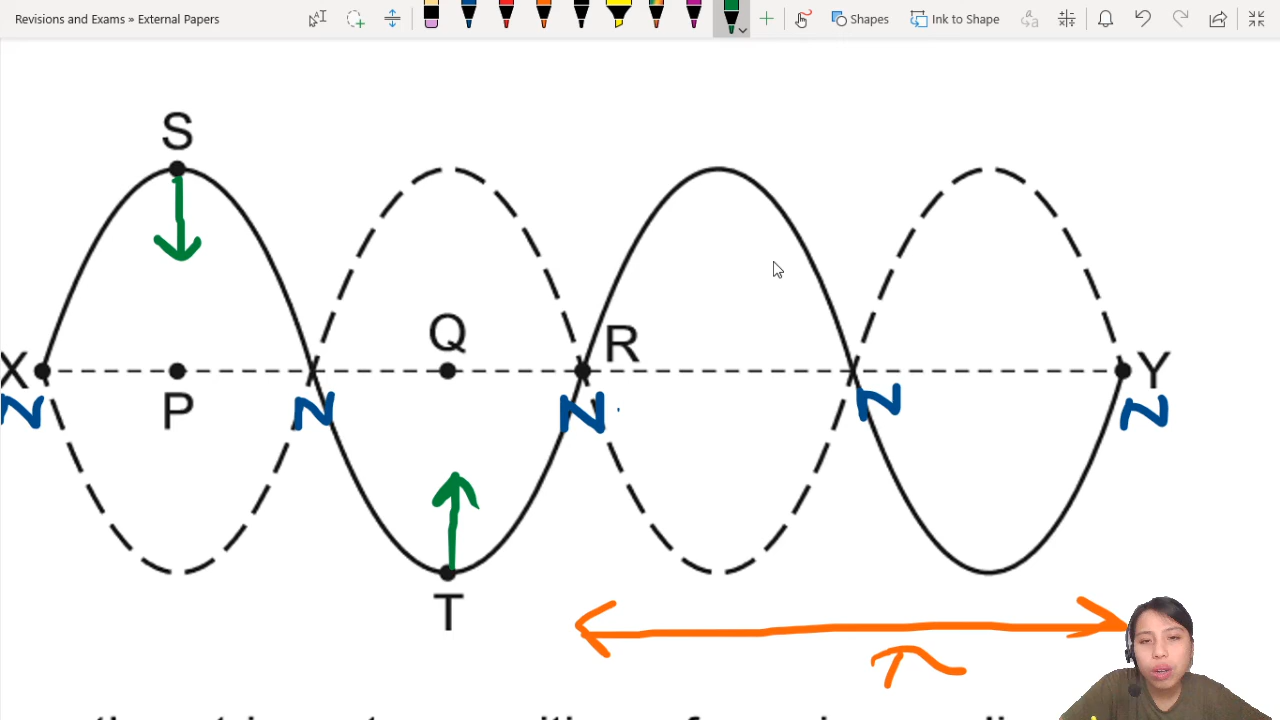 Revisions and Exams » External Papers
Shapes
Ink to Shape
S
Q
R
X
Y
P
N
N
N
N
N
T